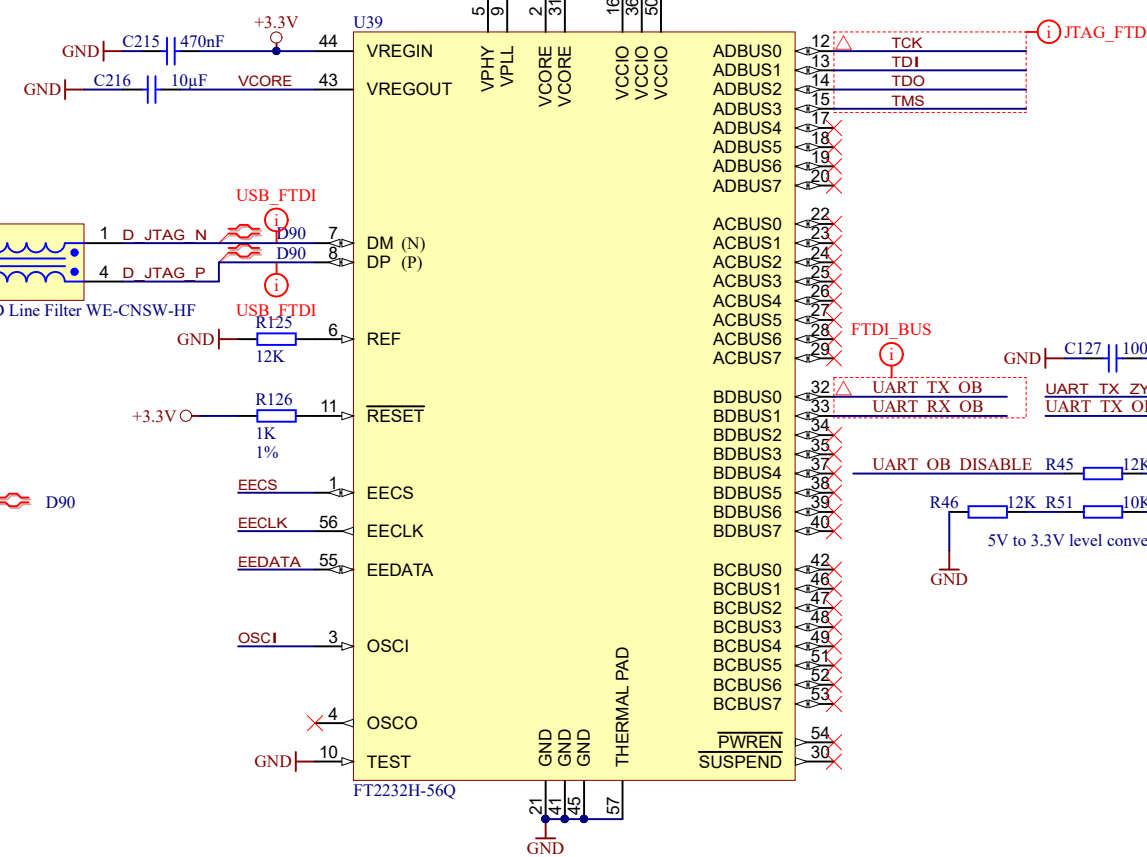 5 9 2 31 16 36 50
U39
+3.3V
GND C215 470nF 44 VREGIN
GND C216 10µF VCORE 43 VREGOUT
VPHY VPLL VCORE VCORE VCCIO VCCIO VCCIO
ADBUS0 12 TCK
JTAG_FTD
ADBUS1 13 TDI
ADBUS2 14 TDO
ADBUS3 15 TMS
ADBUS4 17
ADBUS5 18
ADBUS6 19
ADBUS7 20
USB_FTDI
i
1 D_JTAG_N D90 7 DM (N)
4 D_JTAG_P D90 8 DP (P)
i
USB_FTDI
D Line Filter WE-CNSW-HF
ACBUS0 22
ACBUS1 23
ACBUS2 24
ACBUS3 25
ACBUS4 26
ACBUS5 27
ACBUS6 28
ACBUS7 29
GND R125 12K 6 REF
FTDI_BUS
i
GND C127 100
+3.3V R126 1K 1% 11 RESET
BDBUS0 32 UART_TX_OB
BDBUS1 33 UART_RX_OB
UART_TX_ZY
UART_TX_O
BDBUS2 34
BDBUS3 35
BDBUS4 37
BDBUS5 38
BDBUS6 39
BDBUS7 40
UART_OB_DISABLE R45 12K
R46 12K R51 10K
5V to 3.3V level conve
GND
D90
EECS 1 EECS
EECLK 56 EECLK
EEDATA 55 EEDATA
BCBUS0 42
BCBUS1 46
BCBUS2 47
BCBUS3 48
BCBUS4 49
BCBUS5 51
BCBUS6 52
BCBUS7 53
OSCI 3 OSCI
4 OSCO
GND 10 TEST
PWREN 54
SUSPEND 30
GND GND GND THERMAL PAD
FT2232H-56Q
21 41 45 57
GND